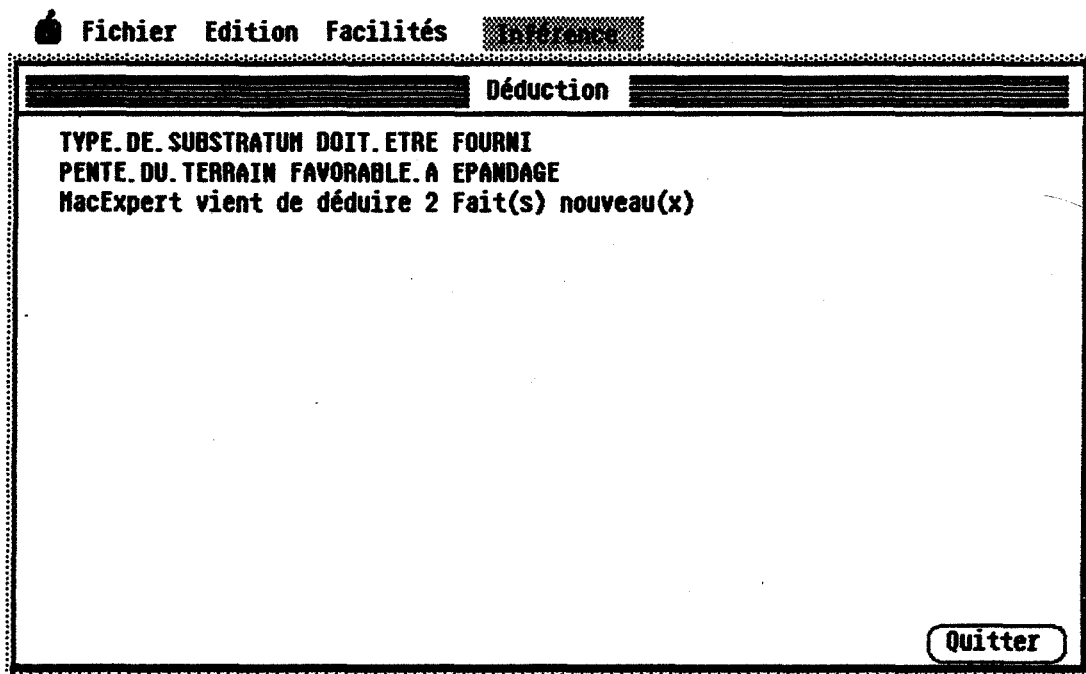 Fichier Edition Facilités Inférence
Déduction
TYPE.DE.SUBSTRATUM DOIT.ETRE FOURNI
PENTE.DU.TERRAIN FAVORABLE.A EPANDAGE
MacExpert vient de déduire 2 Fait(s) nouveau(x)
Quitter